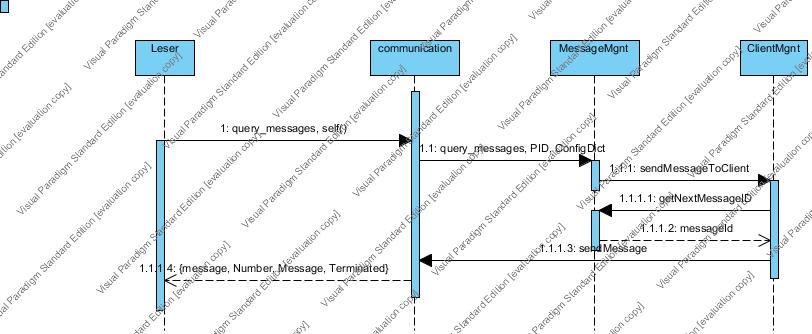 Leser
communication
MessageMngt
ClientMgnt
1: query_messages, self()
1.1: query_messages, PID, ConfigDict
1.1.1: sendMessageToClient
1.1.1.1: getNextMessageID
1.1.1.2: messageId
1.1.1.3: sendMessage
1.1.1.4: {message, Number, Message, Terminated}
Visual Paradigm Standard Edition [evaluation copy]